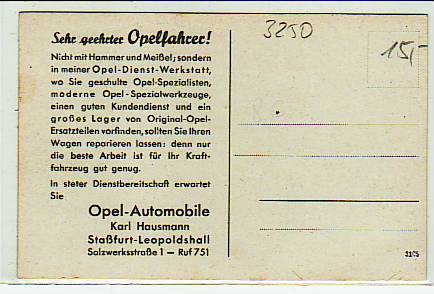 Sehr geehrter Opelfahrer!
Nicht mit Hammer und Meißel; sondern
in meiner Opel-Dienst-Werkstatt,
wo Sie geschulte Opel-Spezialisten,
moderne Opel-Spezialwerkzeuge,
einen guten Kundendienst und ein
großes Lager von Original-Opel-
Ersatzteilen vorfinden, sollten Sie Ihren
Wagen reparieren lassen: denn nur
die beste Arbeit ist für Ihr Kraft-
fahrzeug gut genug.
In steter Dienstbereitschaft erwartet
Sie
Opel-Automobile
Karl Hausmann
Staßfurt-Leopoldshall
Salzwerksstraße 1 — Ruf 751
3250
15,-